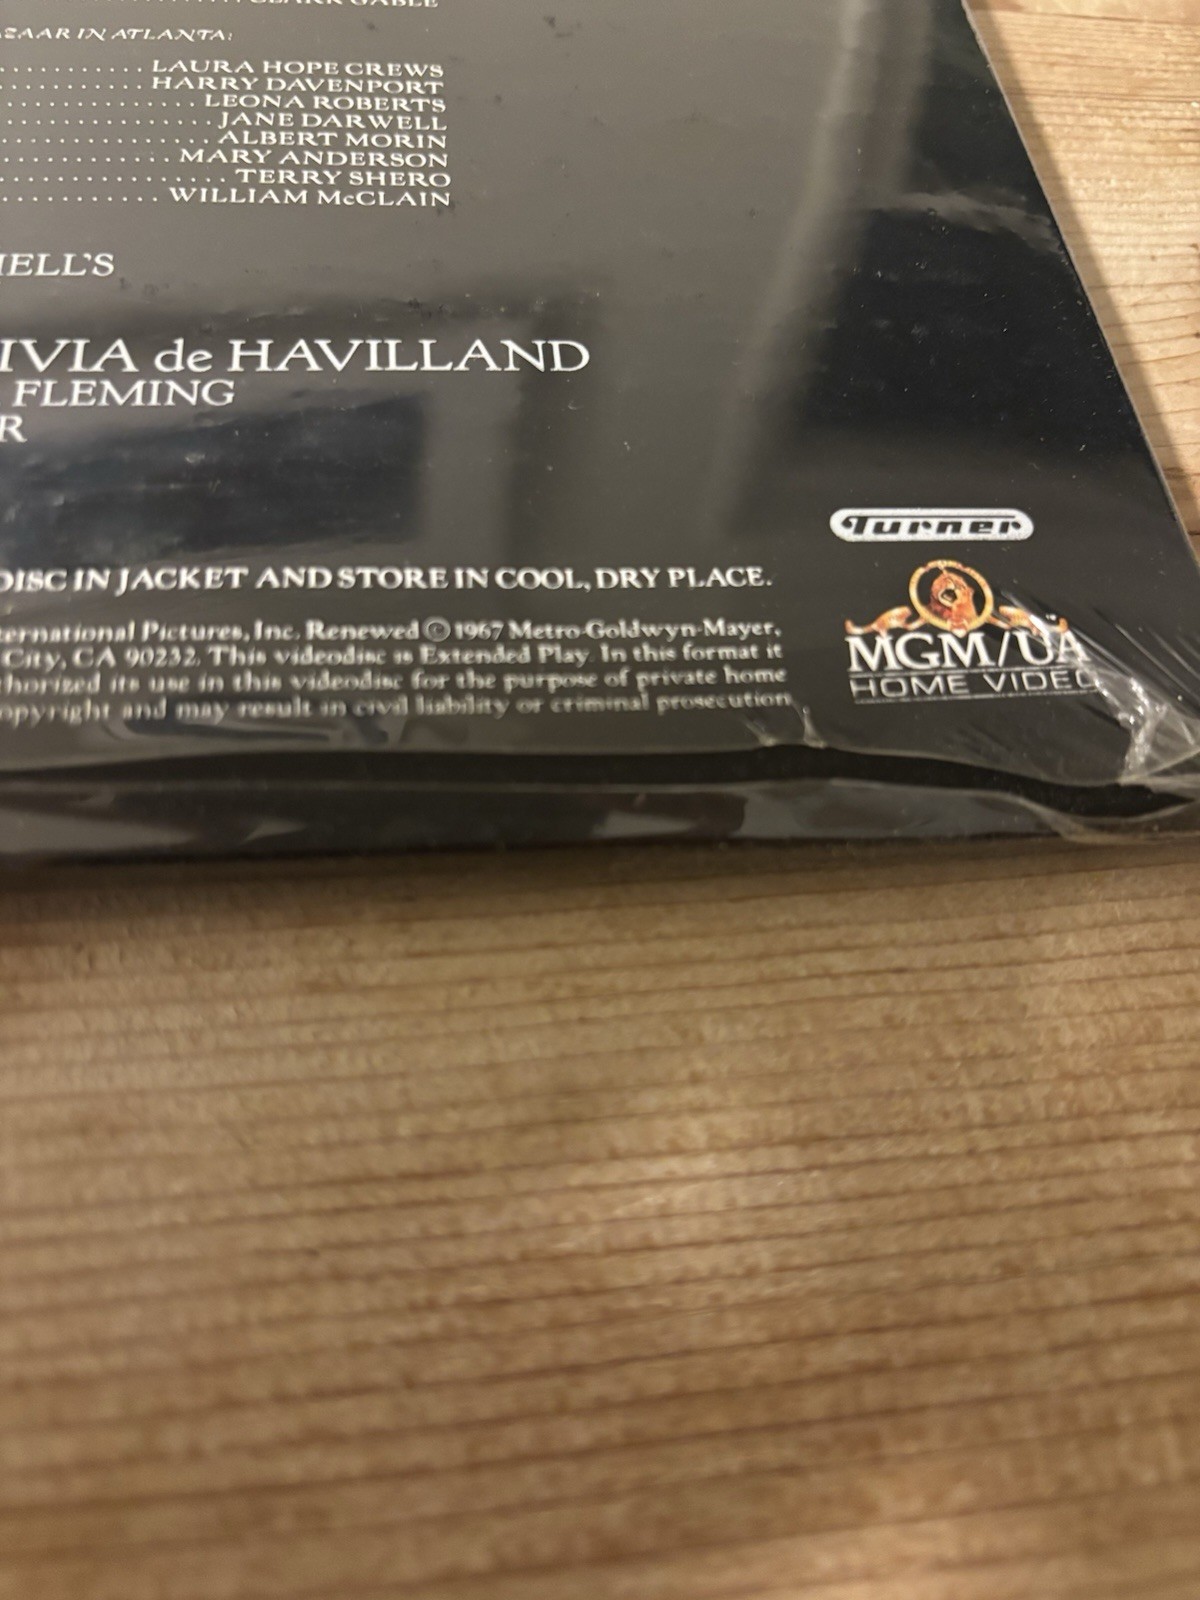 CLARK GABLE
ZAAR IN ATLANTA:
LAURA HOPE CREWS
HARRY DAVENPORT
LEONA ROBERTS
JANE DARWELL
ALBERT MORIN
MARY ANDERSON
TERRY SHERO
WILLIAM McCLAIN
HELL'S
IVIA de HAVILLAND
FLEMING
R
Turner
DISC IN JACKET AND STORE IN COOL, DRY PLACE.
ternational Pictures, Inc. Renewed © 1967 Metro-Goldwyn-Mayer,
City, CA 90232. This videodisc is Extended Play. In this format it
thorized its use in this videodisc for the purpose of private home
opyright and may result in civil liability or criminal prosecution
MGM/UA
HOME VIDEO